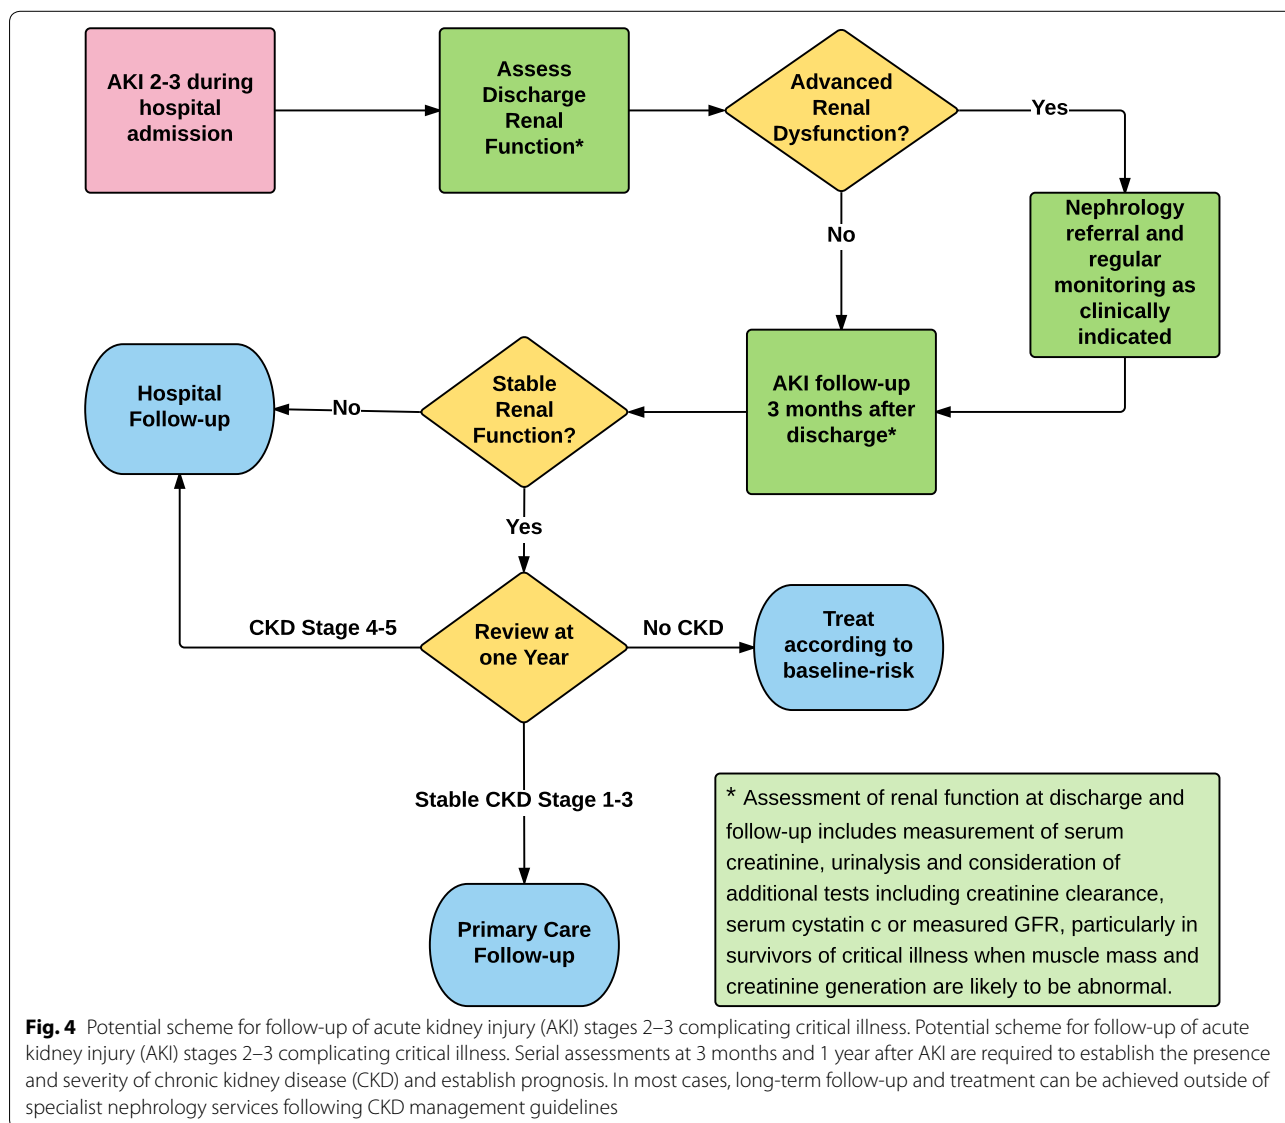 AKI 2-3 during
hospital
admission
Assess
Discharge
Renal
Function*
Advanced
Renal
Dysfunction?
Yes
No
Nephrology
referral and
regular
monitoring as
clinically
indicated
AKI follow-up
3 months after
discharge*
Stable
Renal
Function?
No
Hospital
Follow-up
Yes
Review at
one Year
CKD Stage 4-5
No CKD
Treat
according to
baseline-risk
Stable CKD Stage 1-3
Primary Care
Follow-up
* Assessment of renal function at discharge and
follow-up includes measurement of serum
creatinine, urinalysis and consideration of
additional tests including creatinine clearance,
serum cystatin c or measured GFR, particularly in
survivors of critical illness when muscle mass and
creatinine generation are likely to be abnormal.
Fig. 4 Potential scheme for follow-up of acute kidney injury (AKI) stages 2–3 complicating critical illness. Potential scheme for follow-up of acute
kidney injury (AKI) stages 2–3 complicating critical illness. Serial assessments at 3 months and 1 year after AKI are required to establish the presence
and severity of chronic kidney disease (CKD) and establish prognosis. In most cases, long-term follow-up and treatment can be achieved outside of
specialist nephrology services following CKD management guidelines